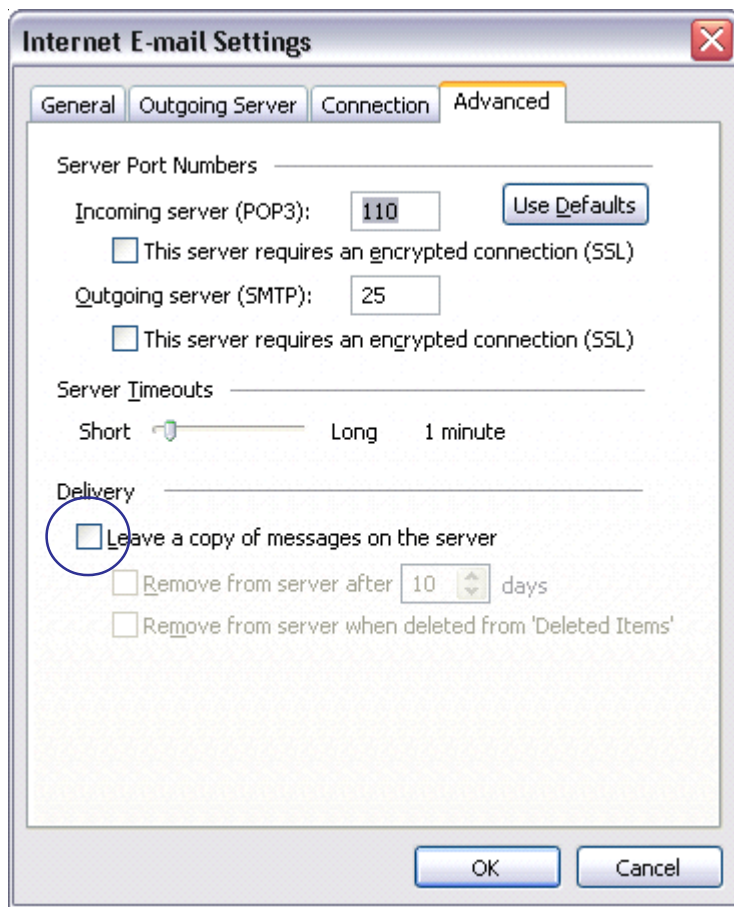 Internet E-mail Settings
General Outgoing Server Connection Advanced
Server Port Numbers
Incoming server (POP3): 110 Use Defaults
This server requires an encrypted connection (SSL)
Outgoing server (SMTP): 25
This server requires an encrypted connection (SSL)
Server Timeouts
Short Long 1 minute
Delivery
Leave a copy of messages on the server
Remove from server after 10 days
Remove from server when deleted from 'Deleted Items'
OK Cancel